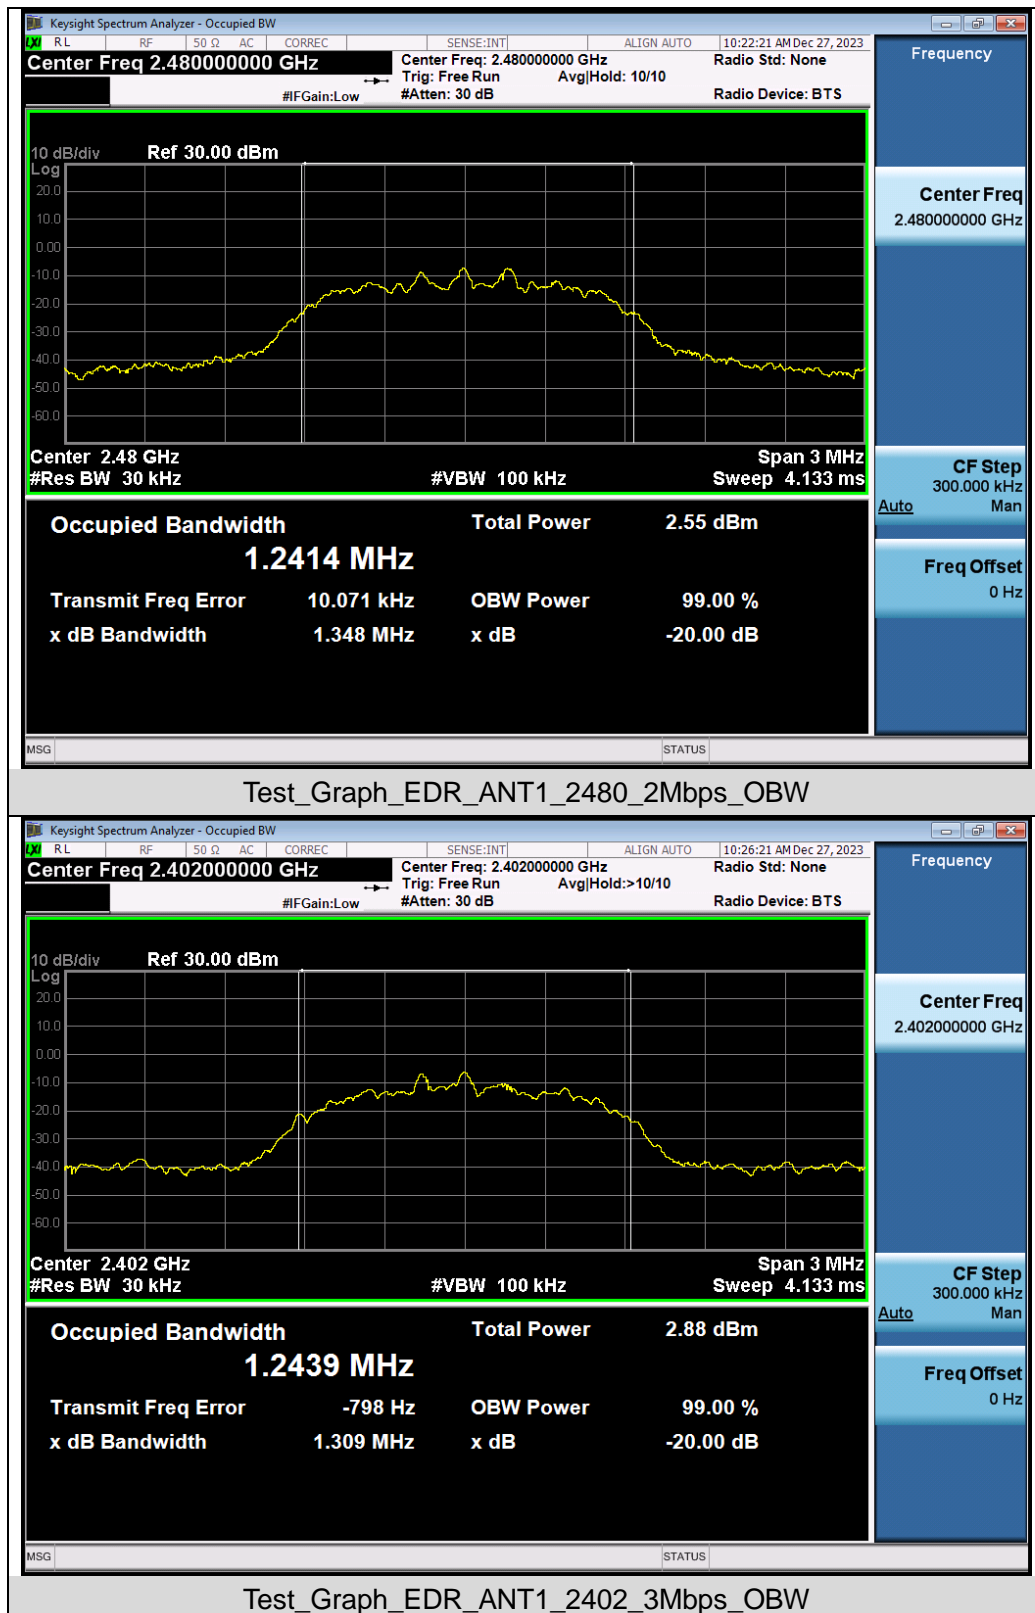 Keysight Spectrum Analyzer - Occupied BW
LXI RL RF 50 Ω AC CORREC SENSE:INT ALIGN AUTO 10:22:21 AM Dec 27, 2023
Center Freq 2.480000000 GHz
Center Freq: 2.480000000 GHz
Radio Std: None
Trig: Free Run Avg|Hold: 10/10
#IFGain:Low
#Atten: 30 dB
Radio Device: BTS
Frequency
10 dB/div Ref 30.00 dBm
Log
20.0
10.0
0.00
-10.0
-20.0
-30.0
-40.0
-50.0
-60.0
Center 2.48 GHz Span 3 MHz
#Res BW 30 kHz #VBW 100 kHz Sweep 4.133 ms
Center Freq
2.480000000 GHz
CF Step
300.000 kHz
Auto Man
Freq Offset
0 Hz
Occupied Bandwidth Total Power 2.55 dBm
1.2414 MHz
Transmit Freq Error 10.071 kHz OBW Power 99.00 %
x dB Bandwidth 1.348 MHz x dB -20.00 dB
MSG STATUS
Test_Graph_EDR_ANT1_2480_2Mbps_OBW
Keysight Spectrum Analyzer - Occupied BW
LXI RL RF 50 Ω AC CORREC SENSE:INT ALIGN AUTO 10:26:21 AM Dec 27, 2023
Center Freq 2.402000000 GHz
Center Freq: 2.402000000 GHz
Radio Std: None
Trig: Free Run Avg|Hold:>10/10
#IFGain:Low
#Atten: 30 dB
Radio Device: BTS
Frequency
10 dB/div Ref 30.00 dBm
Log
20.0
10.0
0.00
-10.0
-20.0
-30.0
-40.0
-50.0
-60.0
Center 2.402 GHz Span 3 MHz
#Res BW 30 kHz #VBW 100 kHz Sweep 4.133 ms
Center Freq
2.402000000 GHz
CF Step
300.000 kHz
Auto Man
Freq Offset
0 Hz
Occupied Bandwidth Total Power 2.88 dBm
1.2439 MHz
Transmit Freq Error -798 Hz OBW Power 99.00 %
x dB Bandwidth 1.309 MHz x dB -20.00 dB
MSG STATUS
Test_Graph_EDR_ANT1_2402_3Mbps_OBW